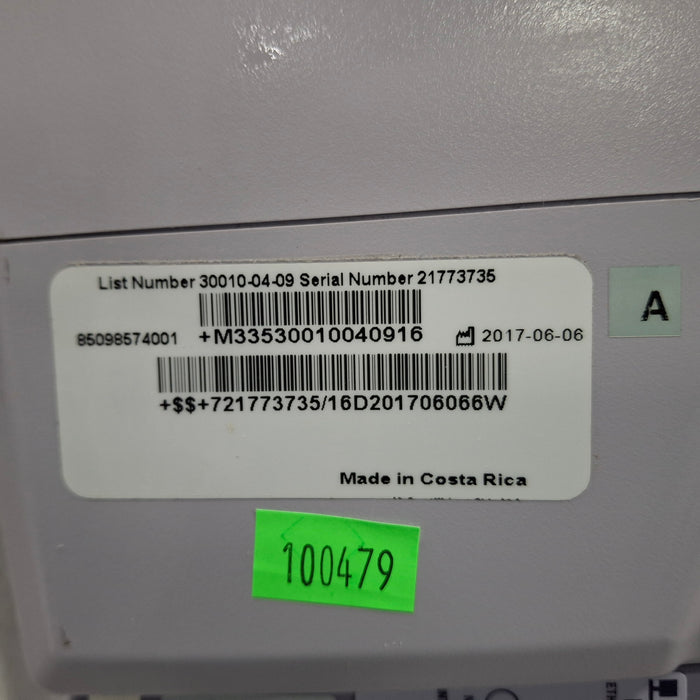 List Number 30010-04-09 Serial Number 21773735
85098574001 +M33530010040916 2017-06-06
+$$+721773735/16D201706066W
Made in Costa Rica
A
100479